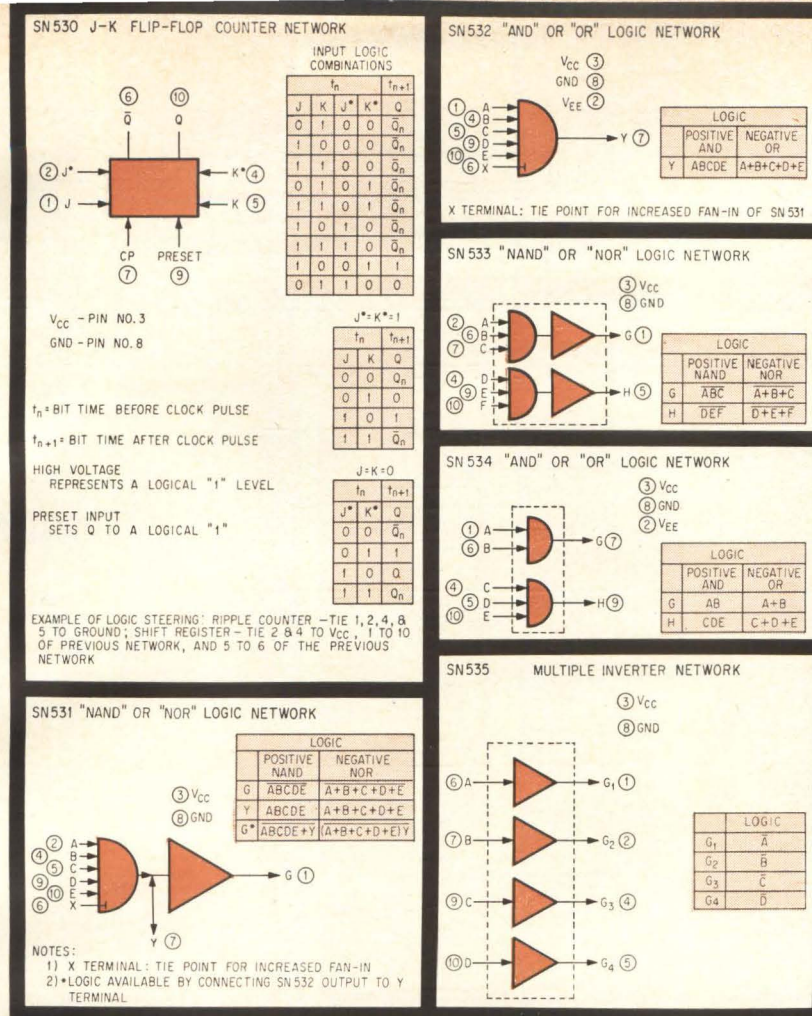 SN530 J-K FLIP-FLOP COUNTER NETWORK
INPUT LOGIC
COMBINATIONS
tn tn+1
J K J* K* Q
0 1 0 0 Q̄n
1 0 0 0 Q̄n
1 1 0 0 Q̄n
0 1 0 1 Q̄n
1 1 0 1 Q̄n
1 0 1 0 Q̄n
1 1 1 0 Q̄n
1 0 0 1 1
0 1 1 0 0
⑥ ⑩
Q̄ Q
② J* K* ④
① J K ⑤
CP PRESET
⑦ ⑨
VCC - PIN NO. 3
GND - PIN NO. 8
J*=K*=1
tn tn+1
J K Q
0 0 Qn
0 1 0
1 0 1
1 1 Q̄n
tn = BIT TIME BEFORE CLOCK PULSE
tn+1 = BIT TIME AFTER CLOCK PULSE
HIGH VOLTAGE
REPRESENTS A LOGICAL "1" LEVEL
PRESET INPUT
SETS Q TO A LOGICAL "1"
J=K=0
tn tn+1
J* K* Q
0 0 Q̄n
0 1 1
1 0 Q
1 1 Qn
EXAMPLE OF LOGIC STEERING: RIPPLE COUNTER - TIE 1, 2, 4, &
5 TO GROUND; SHIFT REGISTER - TIE 2 & 4 TO VCC, 1 TO 10
OF PREVIOUS NETWORK, AND 5 TO 6 OF THE PREVIOUS
NETWORK
SN531 "NAND" OR "NOR" LOGIC NETWORK
LOGIC
POSITIVE NAND NEGATIVE NOR
G A̅B̅C̅D̅E̅ A̅+̅B̅+̅C̅+̅D̅+̅E̅
Y ABCDE A+B+C+D+E
G* A̅B̅C̅D̅E̅+̅Y̅ (̅A̅+̅B̅+̅C̅+̅D̅+̅E̅)̅Y̅
③ VCC
⑧ GND
② A
④ B
⑤ C
⑨ D
⑩ E
⑥ X
G ①
Y ⑦
NOTES:
1) X TERMINAL: TIE POINT FOR INCREASED FAN-IN
2) *LOGIC AVAILABLE BY CONNECTING SN532 OUTPUT TO Y
TERMINAL
SN532 "AND" OR "OR" LOGIC NETWORK
VCC ③
GND ⑧
VEE ②
① A
④ B
⑤ C
⑨ D
⑩ E
⑥ X
Y ⑦
LOGIC
POSITIVE AND NEGATIVE OR
Y ABCDE A+B+C+D+E
X TERMINAL: TIE POINT FOR INCREASED FAN-IN OF SN531
SN533 "NAND" OR "NOR" LOGIC NETWORK
③ VCC
⑧ GND
② A
⑥ B
⑦ C
G ①
④ D
⑨ E
⑩ F
H ⑤
LOGIC
POSITIVE NAND NEGATIVE NOR
G A̅B̅C̅ A̅+̅B̅+̅C̅
H D̅E̅F̅ D̅+̅E̅+̅F̅
SN534 "AND" OR "OR" LOGIC NETWORK
③ VCC
⑧ GND
② VEE
① A
⑥ B
G ⑦
④ C
⑤ D
⑩ E
H ⑨
LOGIC
POSITIVE AND NEGATIVE OR
G AB A+B
H CDE C+D+E
SN535 MULTIPLE INVERTER NETWORK
③ VCC
⑧ GND
⑥ A G1 ①
⑦ B G2 ②
⑨ C G3 ④
⑩ D G4 ⑤
LOGIC
G1 Ā
G2 B̄
G3 C̄
G4 D̄